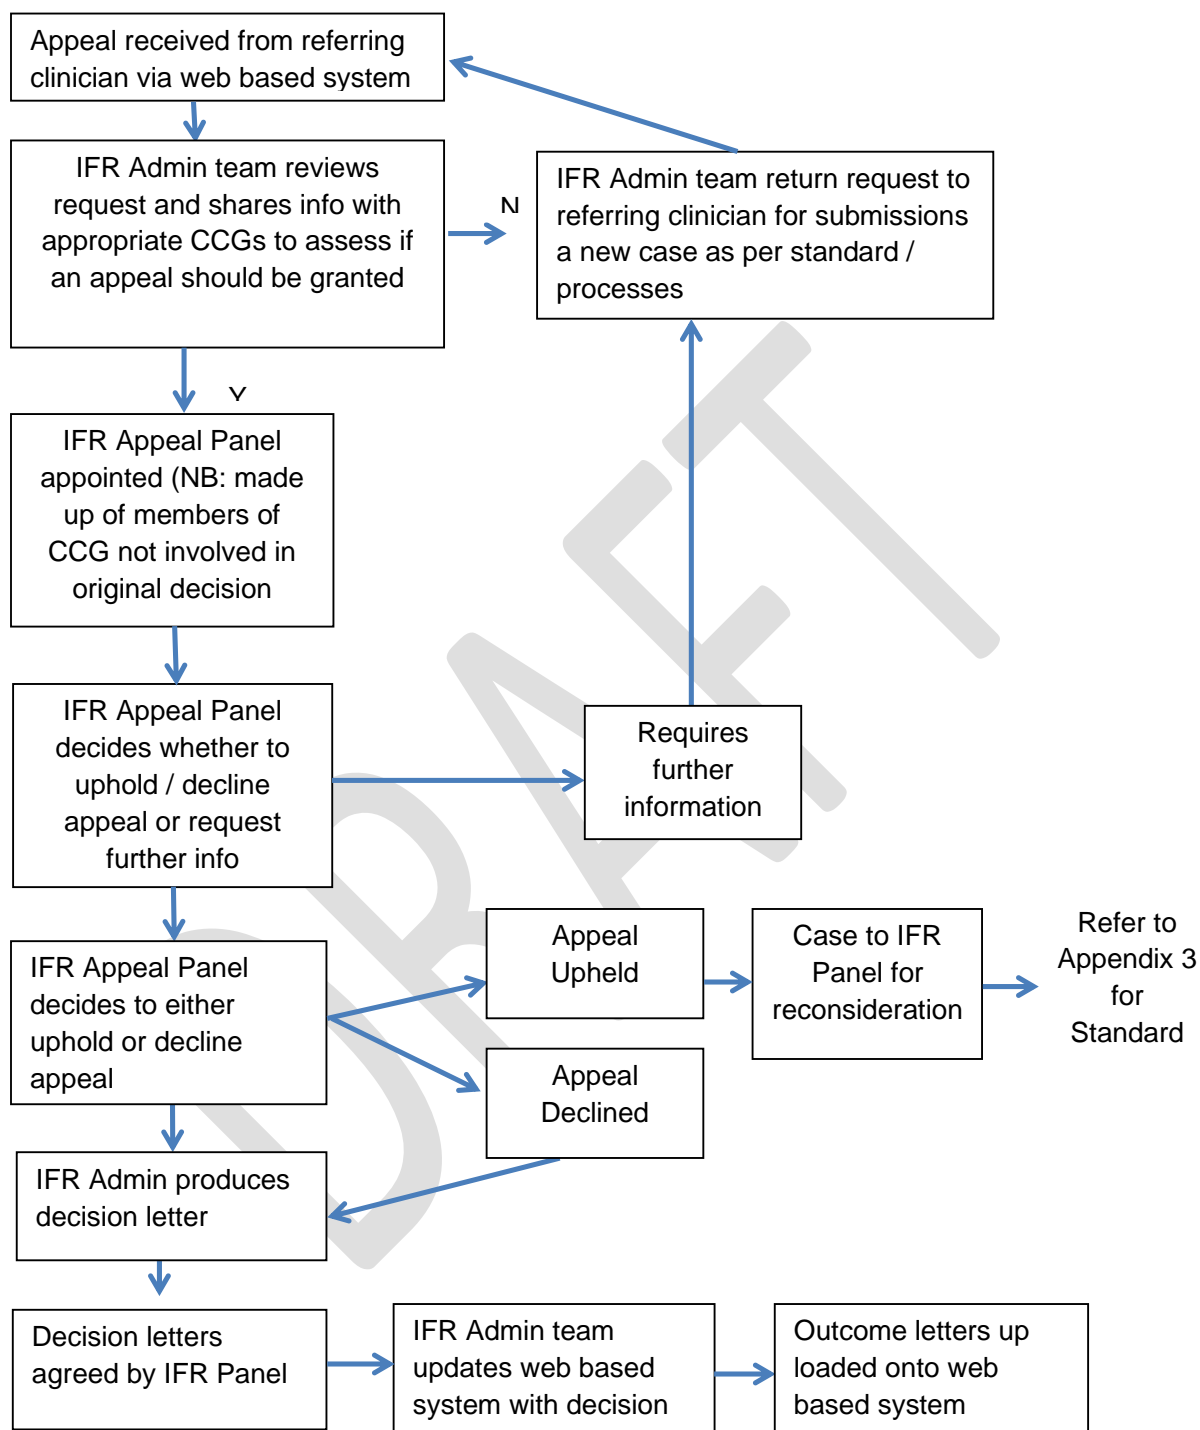 Appeal received from referring
clinician via web based system
IFR Admin team reviews
request and shares info with
appropriate CCGs to assess if
an appeal should be granted
N
IFR Admin team return request to
referring clinician for submissions
a new case as per standard /
processes
Y
IFR Appeal Panel
appointed (NB: made
up of members of
CCG not involved in
original decision
IFR Appeal Panel
decides whether to
uphold / decline
appeal or request
further info
Requires
further
information
IFR Appeal Panel
decides to either
uphold or decline
appeal
Appeal
Upheld
Case to IFR
Panel for
reconsideration
Refer to
Appendix 3
for
Standard
Appeal
Declined
IFR Admin produces
decision letter
Decision letters
agreed by IFR Panel
IFR Admin team
updates web based
system with decision
Outcome letters up
loaded onto web
based system
DRAFT